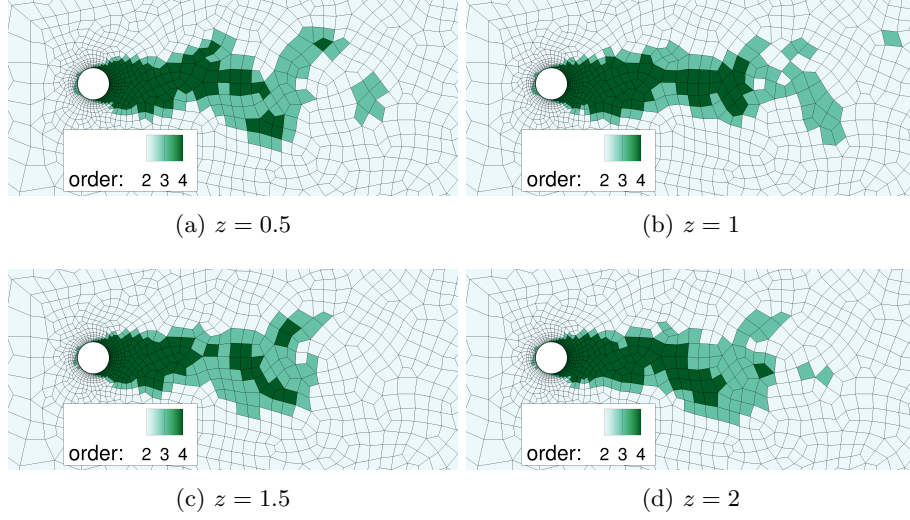 order: 2 3 4
order: 2 3 4
(a) z = 0.5
(b) z = 1
order: 2 3 4
order: 2 3 4
(c) z = 1.5
(d) z = 2